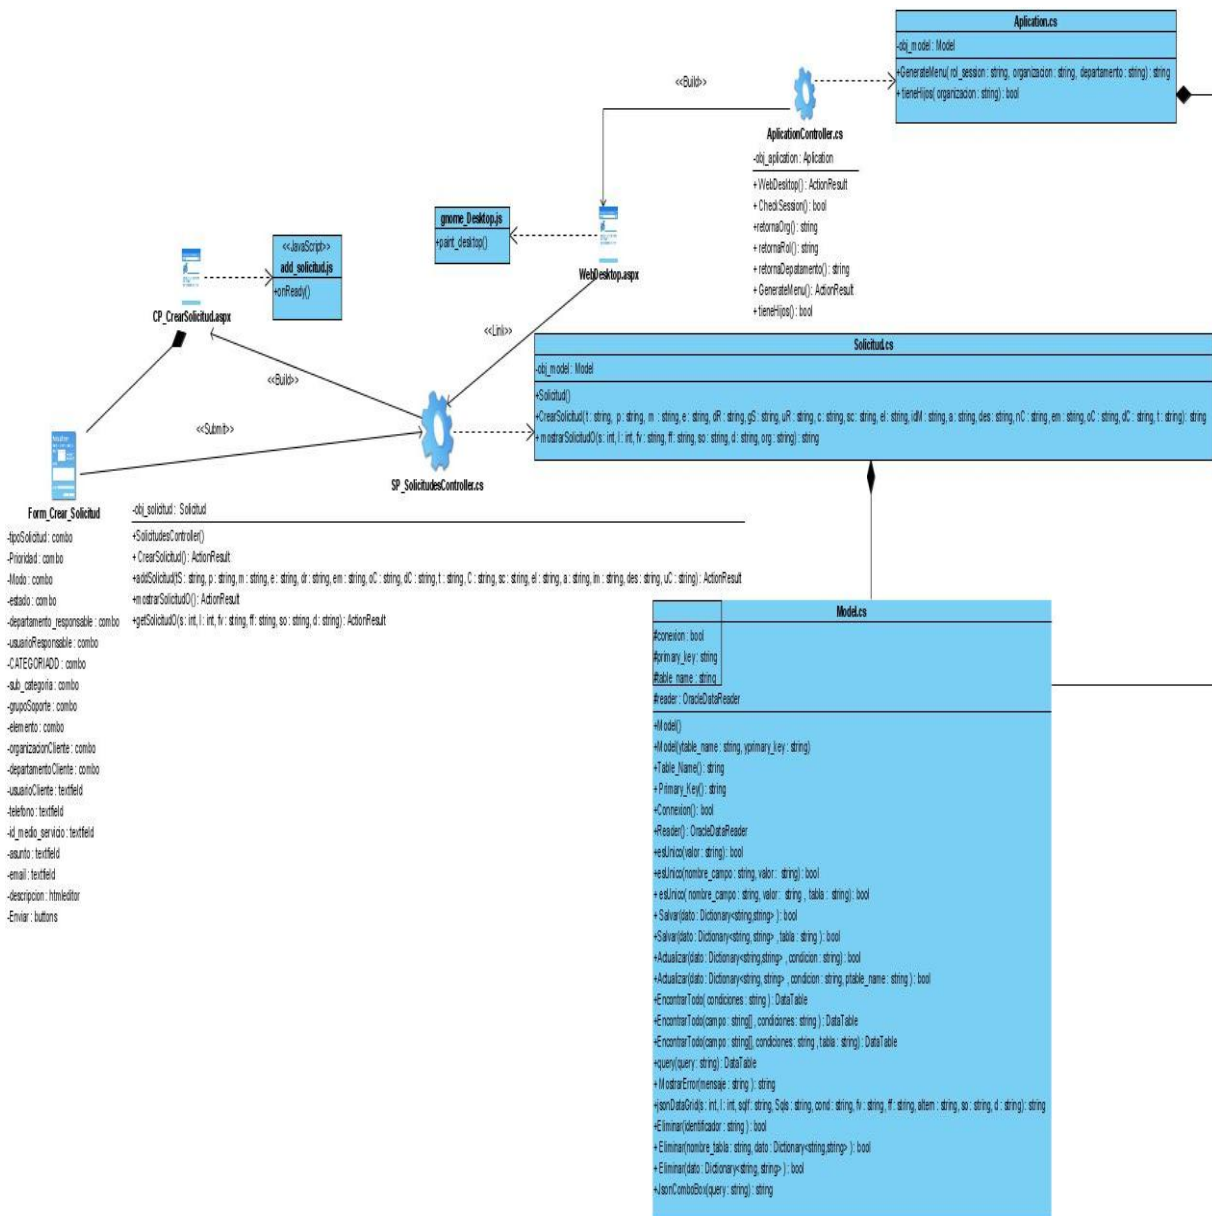 Aplication.cs
-obj_model : Model
+GenerateMenu( rol_session : string, organizacion : string, departamento : string) : string
+ tieneHijos( organizacion : string) : bool
<<Build>>
AplicationController.cs
-obj_aplication : Aplication
+ WebDesktop() : ActionResult
+ CheckSession() : bool
+retornaOrg() : string
+ retornaRol() : string
+ retornaDepatamento() : string
+ GenerateMenu() : ActionResult
+ tieneHijos() : bool
gnome_Desktop.js
+paint_desktop()
WebDesktop.aspx
<<JavaScript>>
add_solicitud.js
+onReady()
CP_CrearSolicitud.aspx
<<Link>>
<<Build>>
<<Submit>>
Solicitud.cs
-obj_model : Model
+Solicitud()
+CrearSolicitud(t : string, p : string, m : string, e : string, dR : string, gS : string, uR : string, c : string, sc : string, el : string, idM : string, a : string, des : string, nC : string, em : string, oC : string, dC : string, t : string) : string
+ mostrarSolicitudO(s : int, l : int, fv : string, ff : string, so : string, d : string, org : string) : string
SP_SolicitudesController.cs
-obj_solicitud : Solicitud
+SolicitudesController()
+ CrearSolicitud() : ActionResult
+addSolicitud(tS : string, p : string, m : string, e : string, dr : string, em : string, oC : string, dC : string, t : string, C : string, sc : string, el : string, a : string, im : string, des : string, uC : string) : ActionResult
+mostrarSolicitudO() : ActionResult
+getSolicitudO(s : int, l : int, fv : string, ff : string, so : string, d : string) : ActionResult
Form_Crear_Solicitud
-tipoSolicitud : combo
-Prioridad : combo
-Modo : combo
-estado : combo
-departamento_responsable : combo
-usuarioResponsable : combo
-CATEGORIADD : combo
-sub_categoria : combo
-grupoSoporte : combo
-elemento : combo
-organizacionCliente : combo
-departamentoCliente : combo
-usuarioCliente : textfield
-telefono : textfield
-id_medio_servicio : textfield
-asunto : textfield
-email : textfield
-descripcion : htmleditor
-Enviar : buttons
Model.cs
#conexion : bool
#primary_key : string
#table_name : string
#reader : OracleDataReader
+Model()
+Model(ytable_name : string, yprimary_key : string)
+Table_Name() : string
+ Primary_Key() : string
+Connexion() : bool
+Reader() : OracleDataReader
+esUnico(valor : string) : bool
+esUnico(nombre_campo : string, valor : string) : bool
+ esUnico( nombre_campo : string, valor : string , tabla : string) : bool
+ Salvar(dato : Dictionary<string,string> ) : bool
+Salvar(dato : Dictionary<string, string> ,tabla : string ) : bool
+Actualizar(dato : Dictionary<string,string> , condicion : string) : bool
+Actualizar(dato : Dictionary<string, string> , condicion : string, ptable_name : string ) : bool
+EncontrarTodo( condiciones : string ) : DataTable
+EncontrarTodo(campo : string[] , condiciones : string ) : DataTable
+EncontrarTodo(campo : string[], condiciones : string , tabla : string) : DataTable
+query(query : string) : DataTable
+ MostrarError(mensaje : string ) : string
+jsonDataGrid(s : int, l : int, sqlf : string, Sqls : string, cond : string, fv : string, ff : string, altern : string, so : string, d : string) : string
+Eliminar(identificador : string ) : bool
+ Eliminar(nombre_tabla : string, dato : Dictionary<string,string> ) : bool
+ Eliminar(dato : Dictionary<string, string> ) : bool
+JsonComboBox(query : string) : string